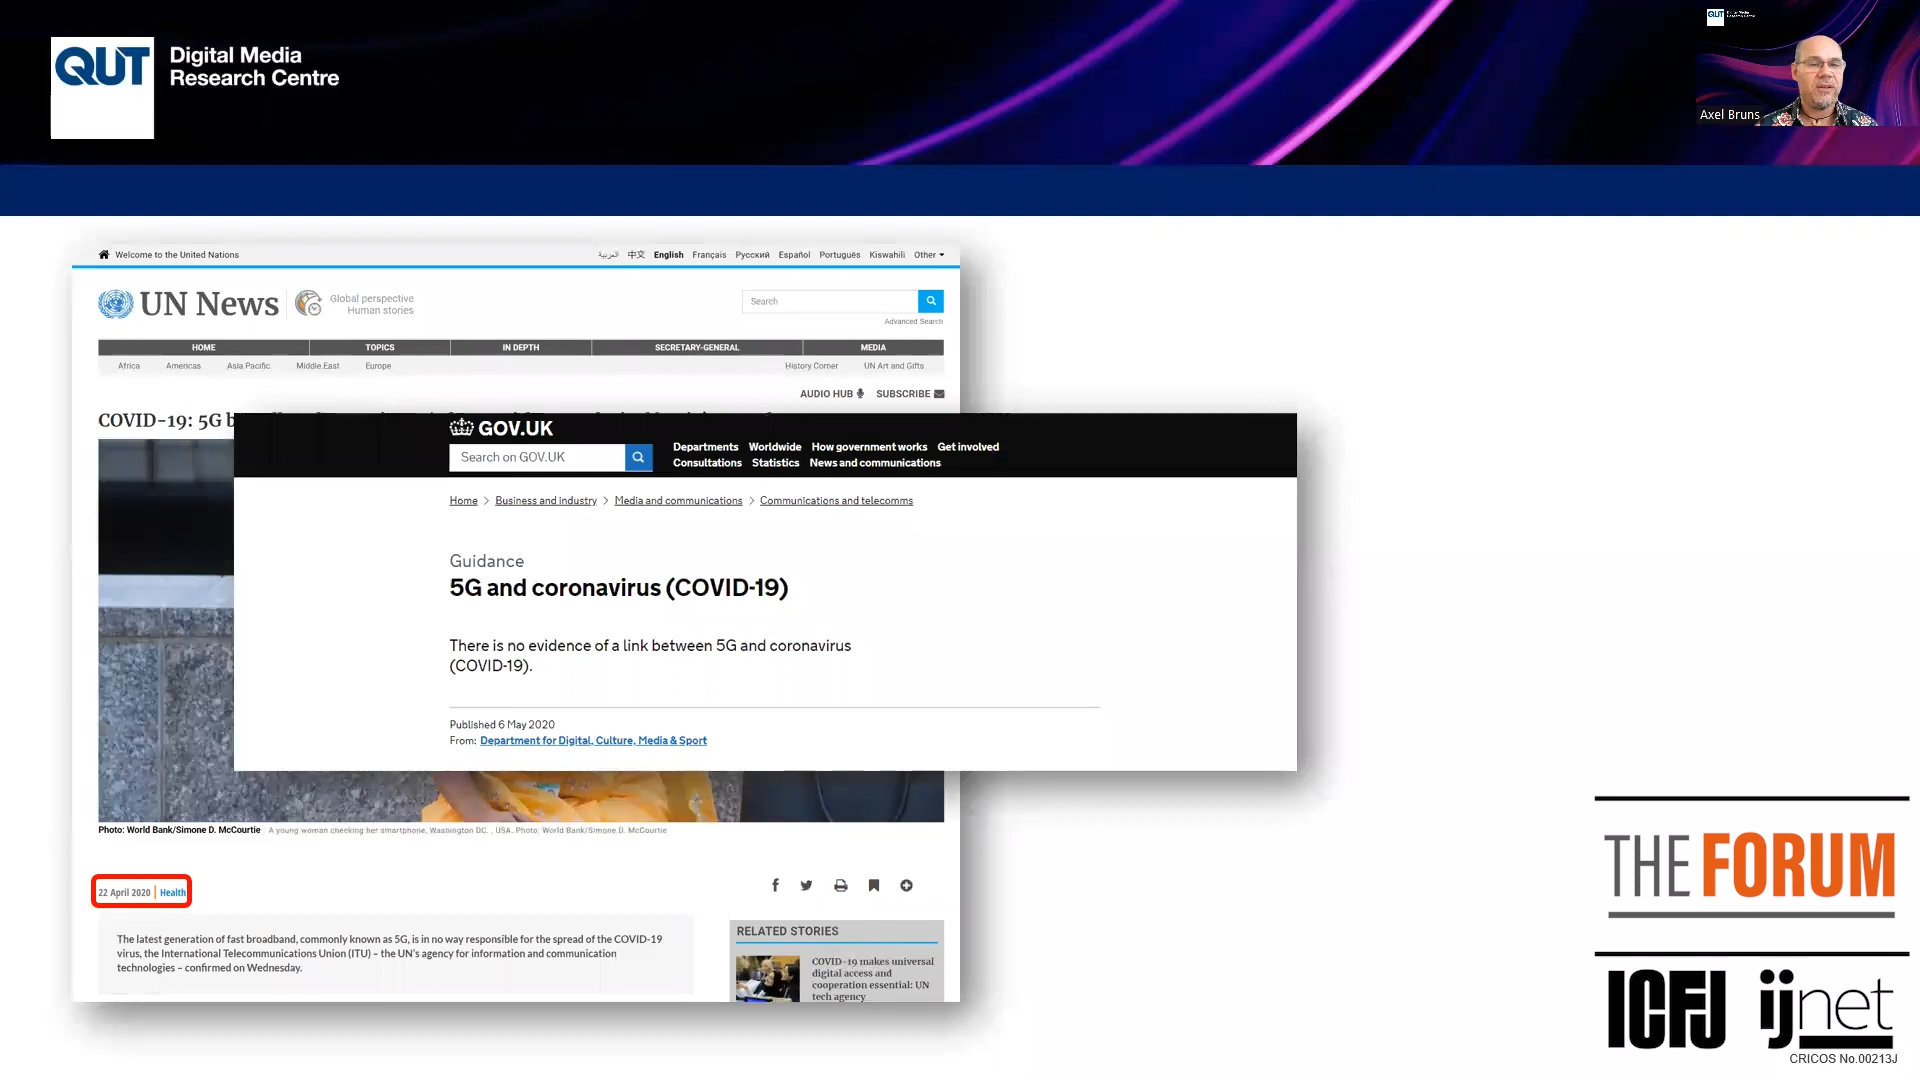 QUT
Digital Media
Research Centre
QUT
Axel Bruns
Welcome to the United Nations
العربية 中文 English Français Русский Español Português Kiswahili Other
UN News
Global perspective
Human stories
Search
Advanced Search
HOME TOPICS IN DEPTH SECRETARY-GENERAL MEDIA
Africa Americas Asia Pacific Middle East Europe History Corner UN Art and Gifts
AUDIO HUB SUBSCRIBE
COVID-19: 5G
GOV.UK
Search on GOV.UK
Departments Worldwide How government works Get involved
Consultations Statistics News and communications
Home > Business and industry > Media and communications > Communications and telecomms
Guidance
5G and coronavirus (COVID-19)
There is no evidence of a link between 5G and coronavirus
(COVID-19).
Published 6 May 2020
From: Department for Digital, Culture, Media & Sport
Photo: World Bank/Simone D. McCourtie A young woman checking her smartphone, Washington DC. , USA. Photo: World Bank/Simone D. McCourtie
22 April 2020 | Health
The latest generation of fast broadband, commonly known as 5G, is in no way responsible for the spread of the COVID-19
virus, the International Telecommunications Union (ITU) – the UN's agency for information and communication
technologies – confirmed on Wednesday.
RELATED STORIES
COVID-19 makes universal
digital access and
cooperation essential: UN
tech agency
THE FORUM
ICFJ ijnet
CRICOS No.00213J